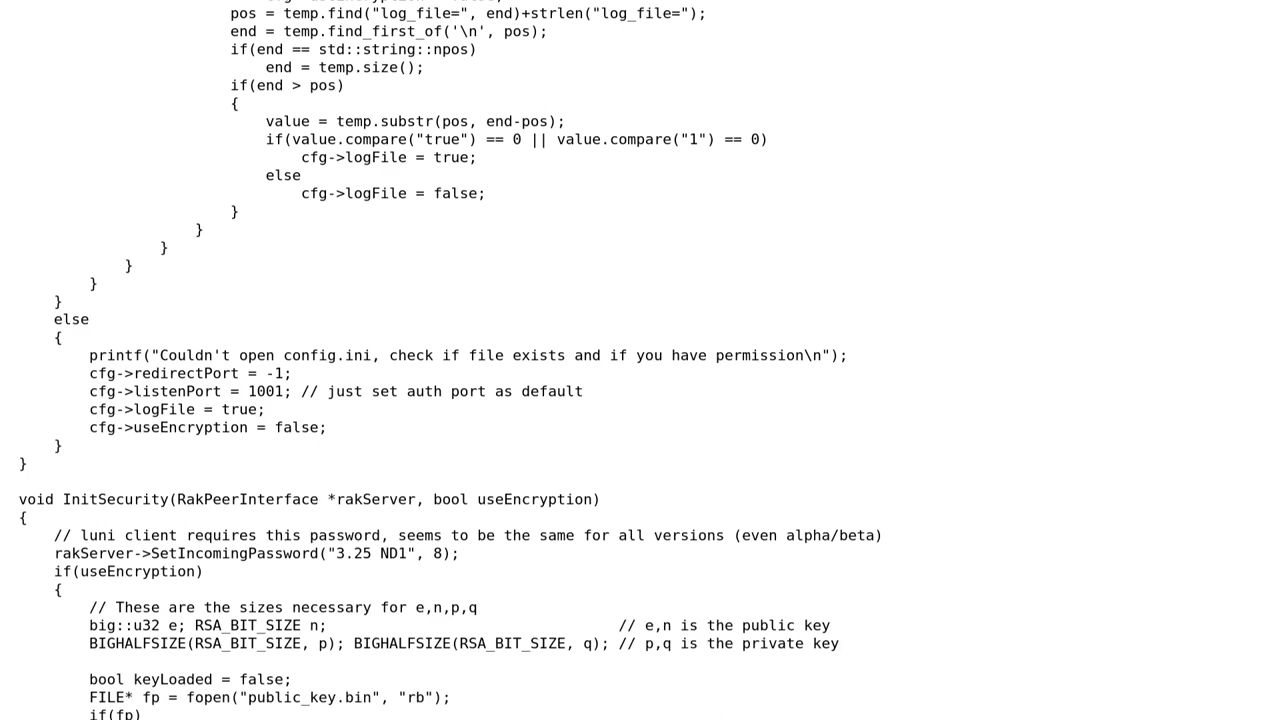 pos = temp.find("log_file=", end)+strlen("log_file=");
end = temp.find_first_of('\n', pos);
if(end == std::string::npos)
end = temp.size();
if(end > pos)
{
value = temp.substr(pos, end-pos);
if(value.compare("true") == 0 || value.compare("1") == 0)
cfg->logFile = true;
else
cfg->logFile = false;
}
}
}
}
}
}
else
{
printf("Couldn't open config.ini, check if file exists and if you have permission\n");
cfg->redirectPort = -1;
cfg->listenPort = 1001; // just set auth port as default
cfg->logFile = true;
cfg->useEncryption = false;
}
}
void InitSecurity(RakPeerInterface *rakServer, bool useEncryption)
{
// luni client requires this password, seems to be the same for all versions (even alpha/beta)
rakServer->SetIncomingPassword("3.25 ND1", 8);
if(useEncryption)
{
// These are the sizes necessary for e,n,p,q
big::u32 e; RSA_BIT_SIZE n; // e,n is the public key
BIGHALFSIZE(RSA_BIT_SIZE, p); BIGHALFSIZE(RSA_BIT_SIZE, q); // p,q is the private key
bool keyLoaded = false;
FILE* fp = fopen("public_key.bin", "rb");
if(fp)